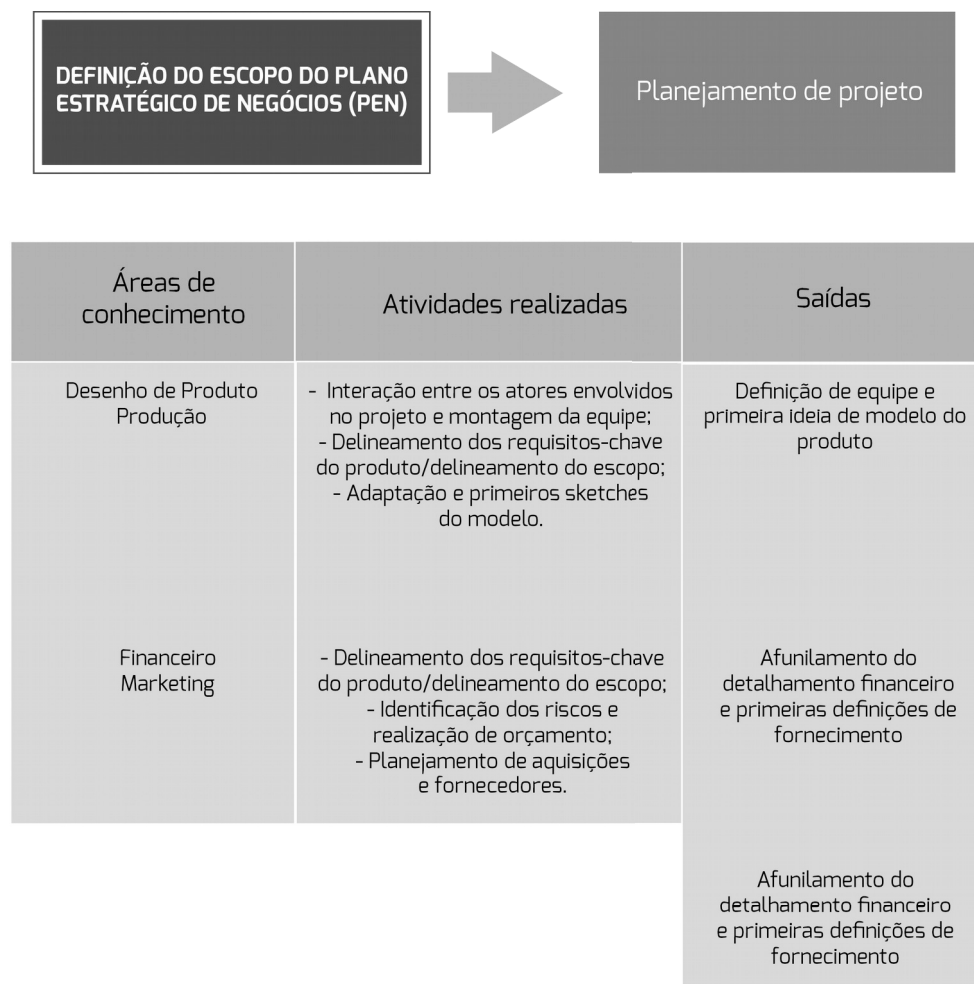 DEFINIÇÃO DO ESCOPO DO PLANO
ESTRATÉGICO DE NEGÓCIOS (PEN)
Planejamento de projeto
Áreas de
conhecimento
Atividades realizadas
Saídas
Desenho de Produto
Produção
- Interação entre os atores envolvidos
no projeto e montagem da equipe;
- Delineamento dos requisitos-chave
do produto/delineamento do escopo;
- Adaptação e primeiros sketches
do modelo.
Definição de equipe e
primeira ideia de modelo do
produto
Financeiro
Marketing
- Delineamento dos requisitos-chave
do produto/delineamento do escopo;
- Identificação dos riscos e
realização de orçamento;
- Planejamento de aquisições
e fornecedores.
Afunilamento do
detalhamento financeiro
e primeiras definições de
fornecimento
Afunilamento do
detalhamento financeiro
e primeiras definições de
fornecimento